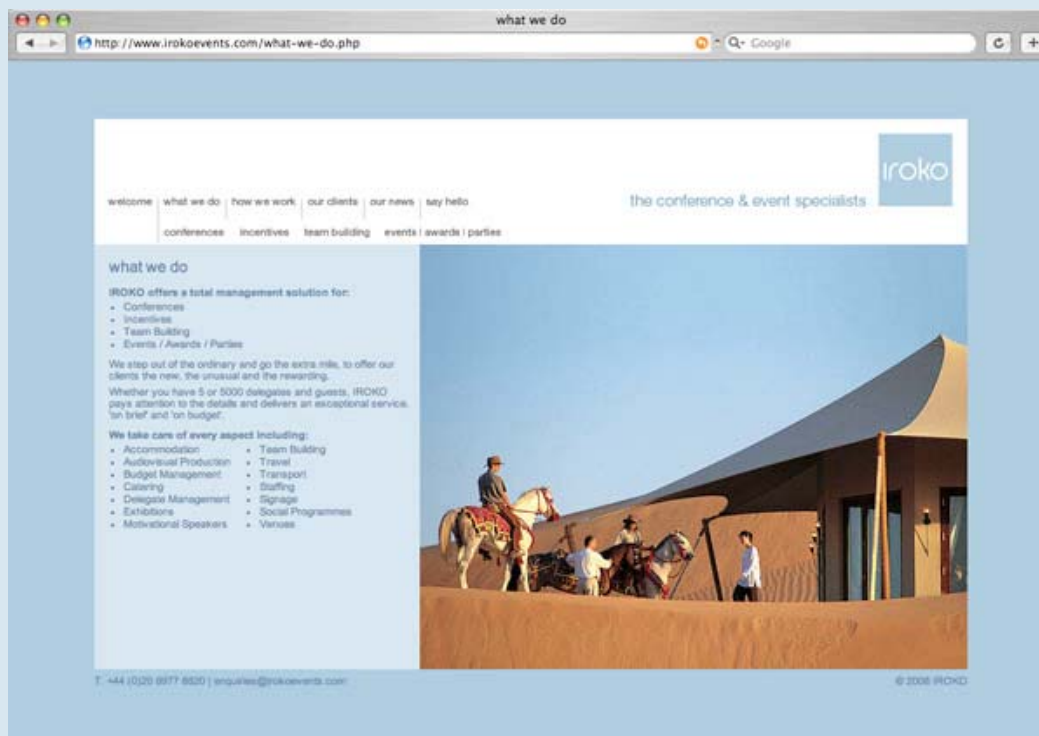 what we do
http://www.irokoevents.com/what-we-do.php
Google
iroko
the conference & event specialists
welcome | what we do | how we work | our clients | our news | say hello
conferences incentives team building events | awards | parties
what we do
IROKO offers a total management solution for:
• Conferences
• Incentives
• Team Building
• Events / Awards / Parties
We step out of the ordinary and go the extra mile, to offer our
clients the new, the unusual and the rewarding.
Whether you have 5 or 5000 delegates and guests, IROKO
pays attention to the details and delivers an exceptional service,
'on brief' and 'on budget'.
We take care of every aspect including:
• Accommodation
• Audiovisual Production
• Budget Management
• Catering
• Delegate Management
• Exhibitions
• Motivational Speakers
• Team Building
• Travel
• Transport
• Staffing
• Signage
• Social Programmes
• Venues
T. +44 (0)20 8977 | enquiries@irokoevents.com
© IROKO